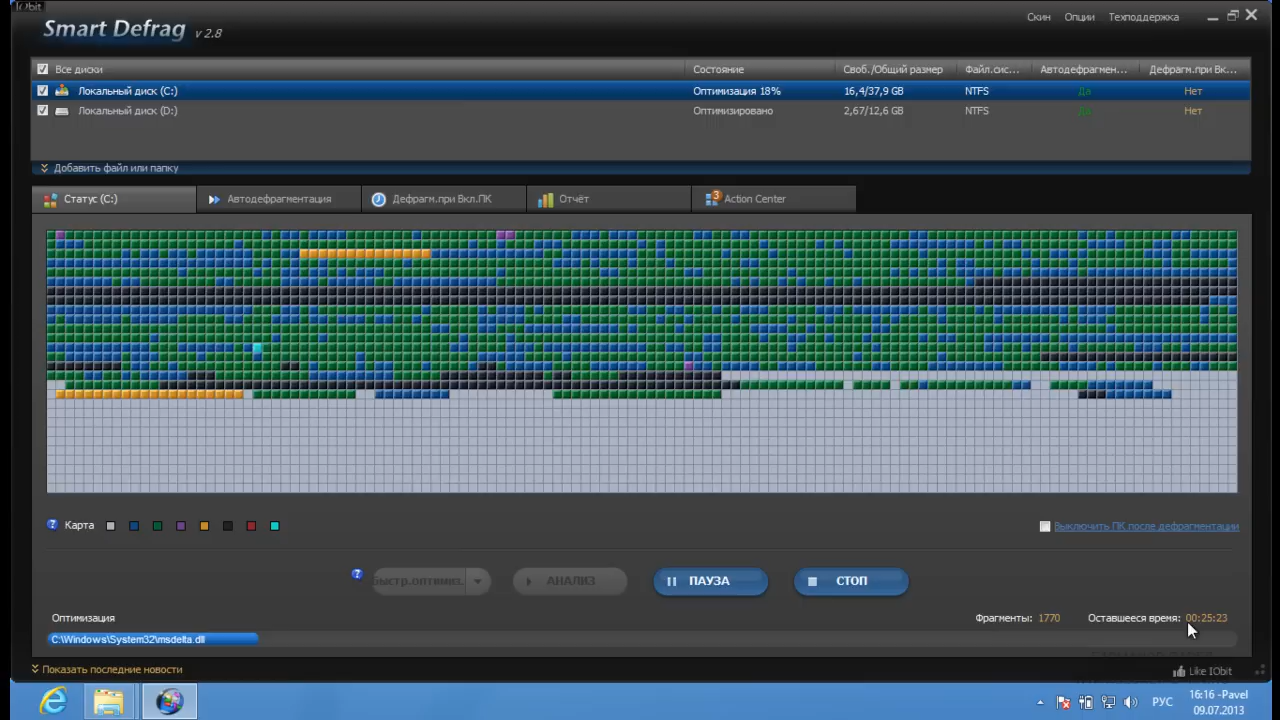 IObit
Smart Defrag v 2.8
Скин Опции Техподдержка
Все диски Состояние Своб./Общий размер Файл.сис... Автодефрагмен... Дефрагм.при Вк...
Локальный диск (C:) Оптимизация 18% 16,4/37,9 GB NTFS Да Нет
Локальный диск (D:) Оптимизировано 2,67/12,6 GB NTFS Да Нет
Добавить файл или папку
Статус (C:) Автодефрагментация Дефрагм.при Вкл.ПК Отчёт 3 Action Center
? Карта Выключить ПК после дефрагментации
? Быстр.оптимиз. АНАЛИЗ ПАУЗА СТОП
Оптимизация Фрагменты: 1770 Оставшееся время: 00:25:23
C:\Windows\System32\msdelta.dll
Показать последние новости Like IObit
РУС 16:16 -Pavel
09.07.2013